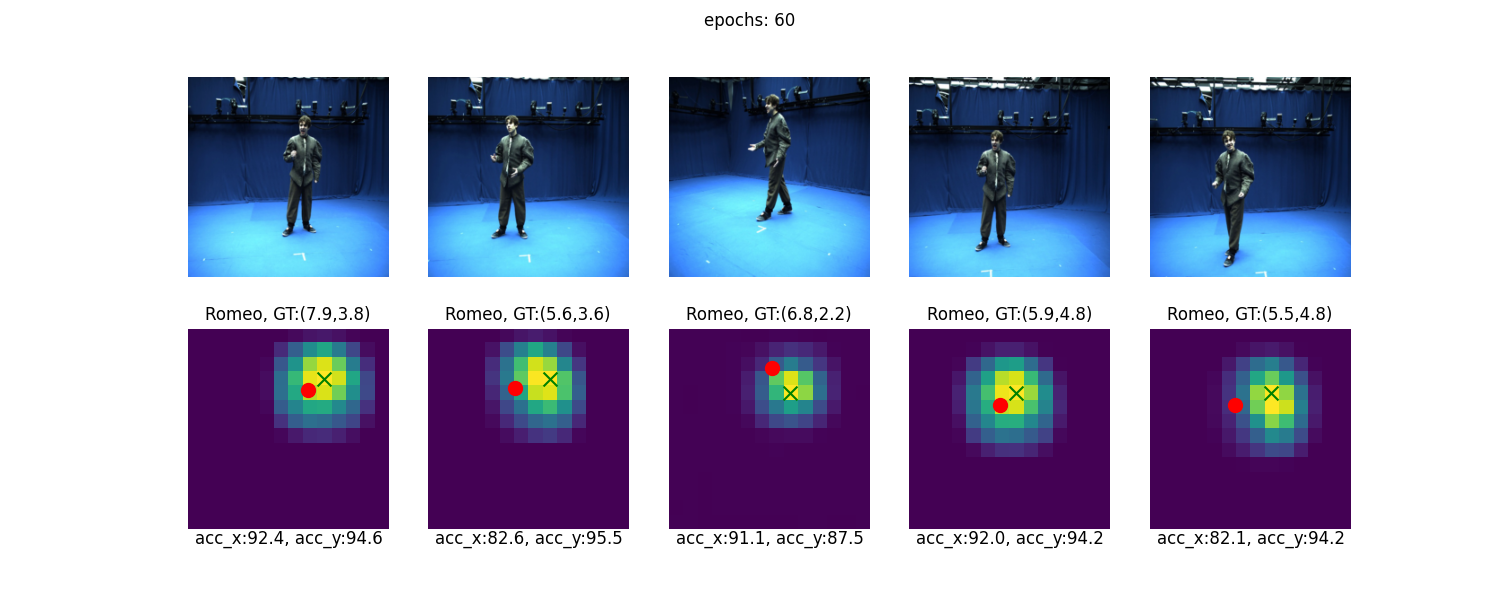 epochs: 60
Romeo, GT:(7.9,3.8)
Romeo, GT:(5.6,3.6)
Romeo, GT:(6.8,2.2)
Romeo, GT:(5.9,4.8)
Romeo, GT:(5.5,4.8)
acc_x:92.4, acc_y:94.6
acc_x:82.6, acc_y:95.5
acc_x:91.1, acc_y:87.5
acc_x:92.0, acc_y:94.2
acc_x:82.1, acc_y:94.2